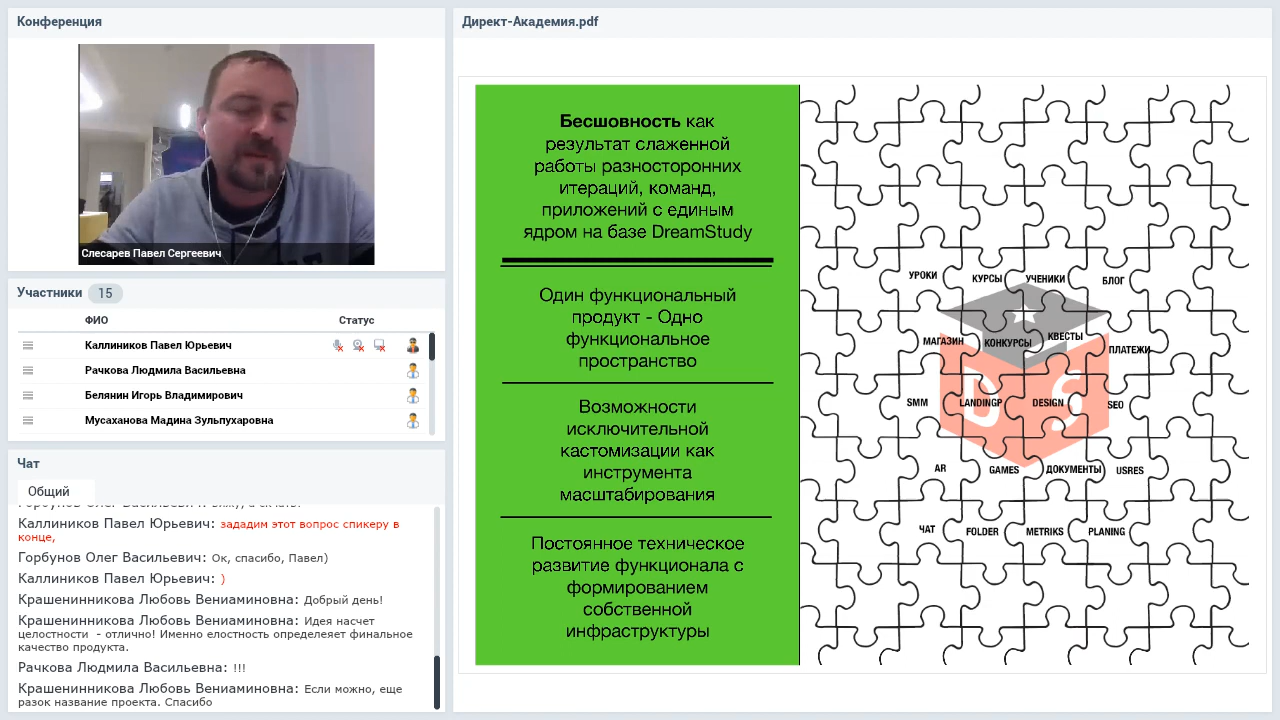 Конференция
Слесарев Павел Сергеевич
Участники 15
ФИО Статус
Каллиников Павел Юрьевич
Рачкова Людмила Васильевна
Белянин Игорь Владимирович
Мусаханова Мадина Зульпухаровна
Чат
Общий
Каллиников Павел Юрьевич: зададим этот вопрос спикеру в
конце,
Горбунов Олег Васильевич: Ок, спасибо, Павел)
Каллиников Павел Юрьевич: )
Крашенинникова Любовь Вениаминовна: Добрый день!
Крашенинникова Любовь Вениаминовна: Идея насчет
целостности - отлично! Именно елостность определеяет финальное
качество продукта.
Рачкова Людмила Васильевна: !!!
Крашенинникова Любовь Вениаминовна: Если можно, еще
разок название проекта. Спасибо
Директ-Академия.pdf
Бесшовность как
результат слаженной
работы разносторонних
итераций, команд,
приложений с единым
ядром на базе DreamStudy
Один функциональный
продукт - Одно
функциональное
пространство
Возможности
исключительной
кастомизации как
инструмента
масштабирования
Постоянное техническое
развитие функционала с
формированием
собственной
инфраструктуры
УРОКИ КУРСЫ УЧЕНИКИ БЛОГ
МАГАЗИН КОНКУРСЫ КВЕСТЫ ПЛАТЕЖИ
SMM LANDINGP DESIGN SEO
D S
AR GAMES ДОКУМЕНТЫ USRES
ЧАТ FOLDER METRIKS PLANING